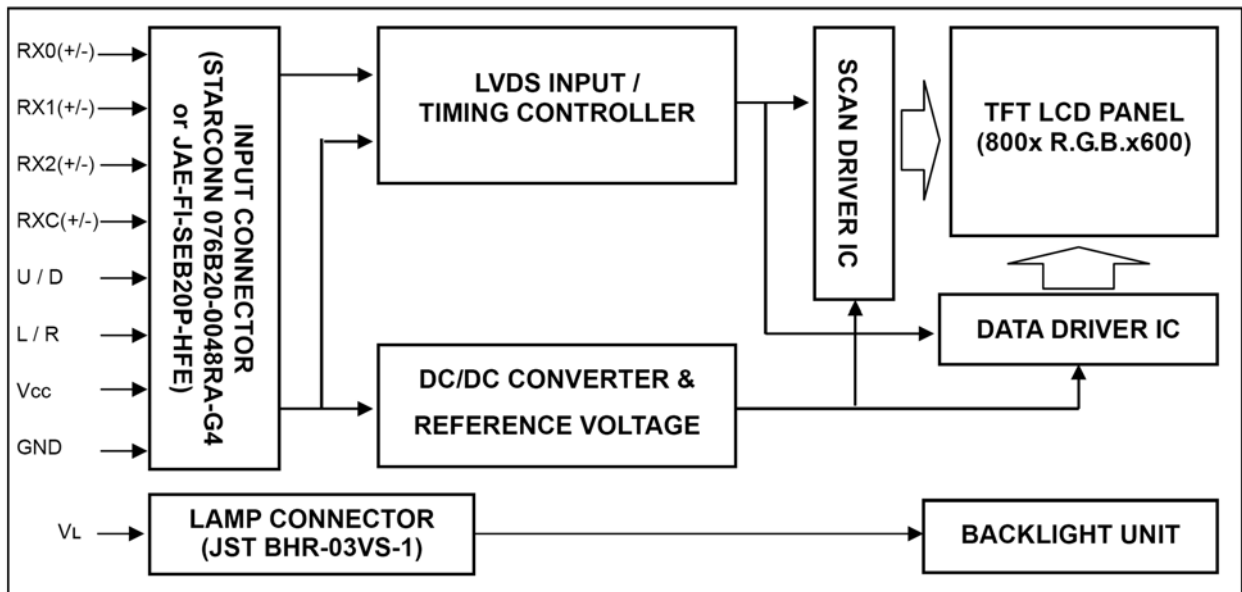 RX0(+/-)
RX1(+/-)
RX2(+/-)
RXC(+/-)
U / D
L / R
Vcc
GND
INPUT CONNECTOR
(STARCONN 076B20-0048RA-G4
or JAE-FI-SEB20P-HFE)
LVDS INPUT /
TIMING CONTROLLER
DC/DC CONVERTER &
REFERENCE VOLTAGE
SCAN DRIVER IC
TFT LCD PANEL
(800x R.G.B.x600)
DATA DRIVER IC
VL
LAMP CONNECTOR
(JST BHR-03VS-1)
BACKLIGHT UNIT